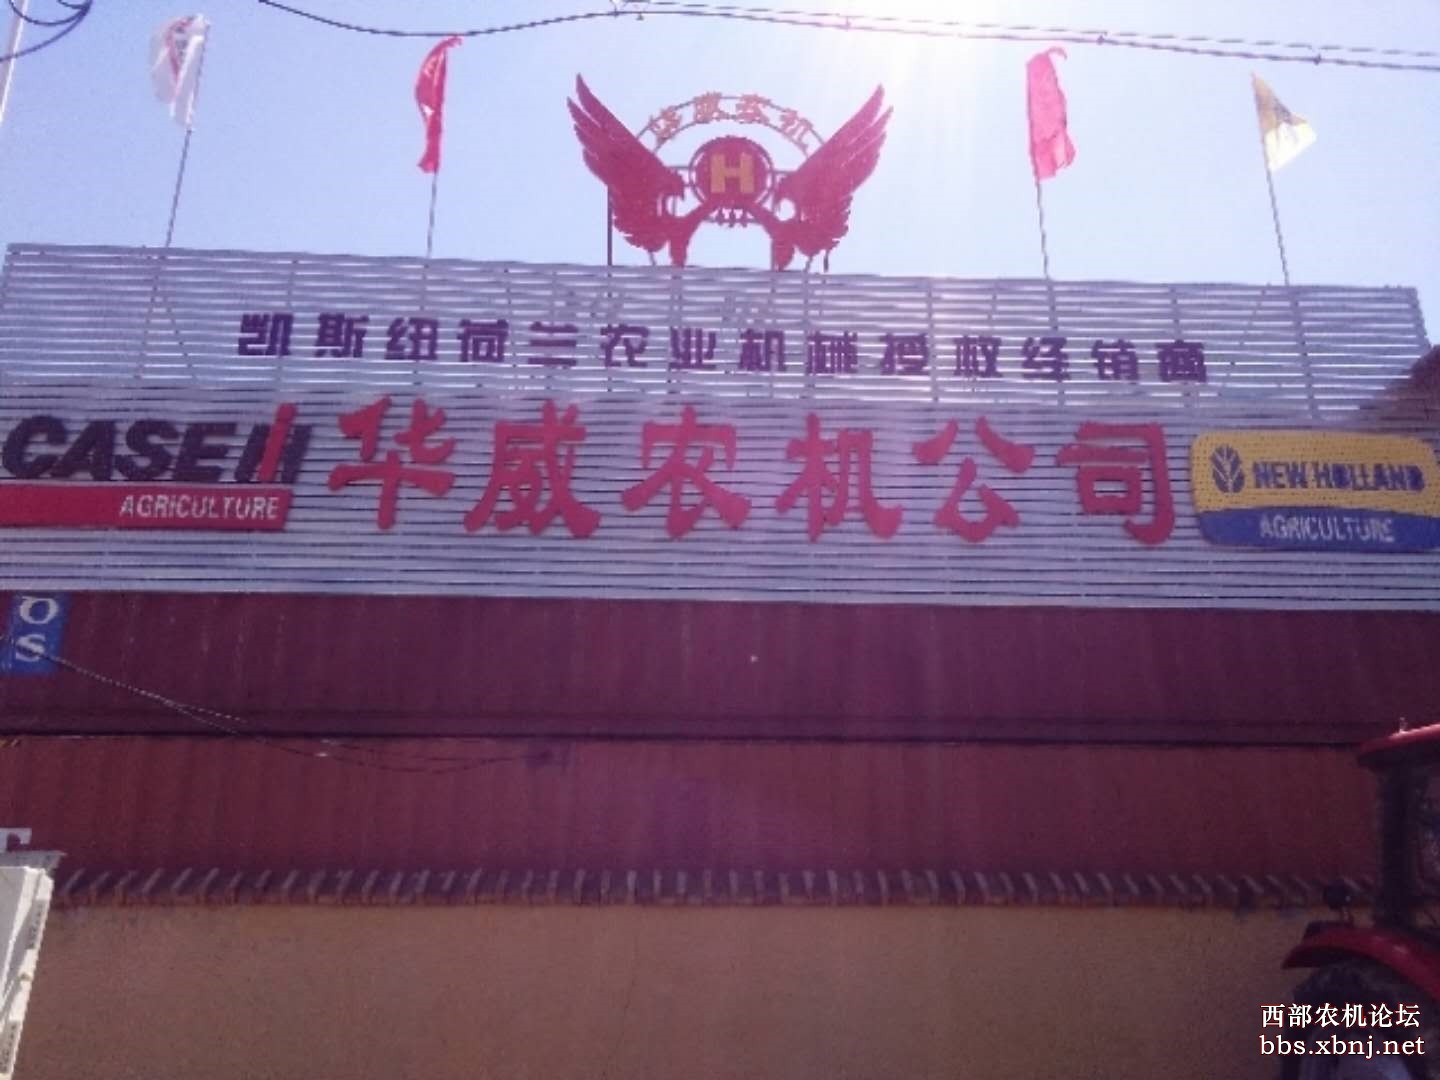 华威农机
H
凯斯纽荷兰农业机械授权经销商
CASE IH
AGRICULTURE
华威农机公司
NEW HOLLAND
AGRICULTURE
西部农机论坛
bbs.xbnj.net